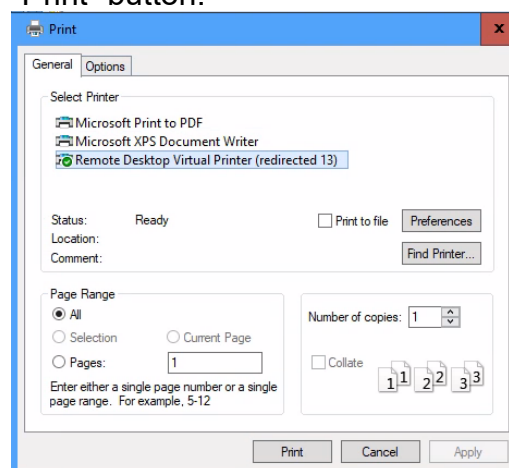 "Print" button.
Print
General Options
Select Printer
Microsoft Print to PDF
Microsoft XPS Document Writer
Remote Desktop Virtual Printer (redirected 13)
Status: Ready
Print to file Preferences
Location:
Comment:
Find Printer...
Page Range
All
Selection Current Page
Pages: 1
Enter either a single page number or a single
page range. For example, 5-12
Number of copies: 1
Collate
1 1 2 2 3 3
Print Cancel Apply